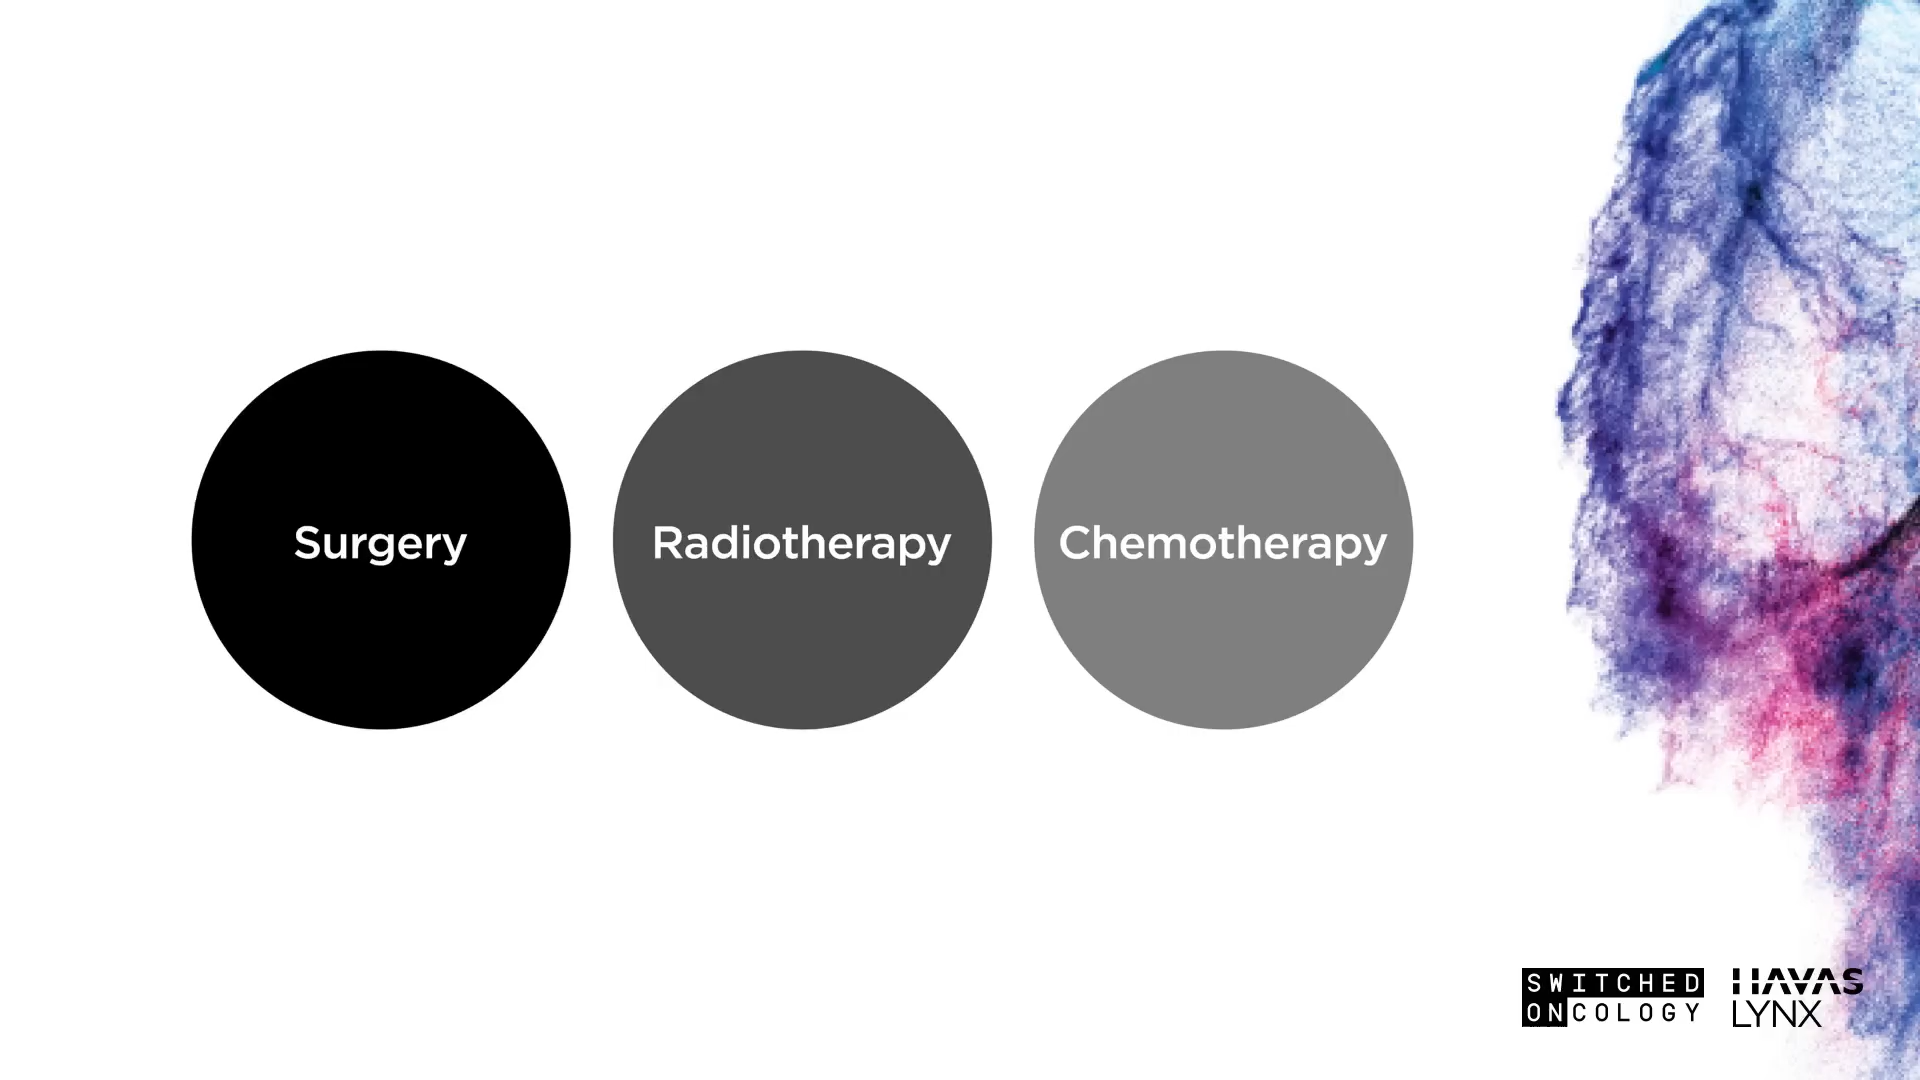 Surgery
Radiotherapy
Chemotherapy
SWITCHED
ONCOLOGY
HAVAS
LYNX